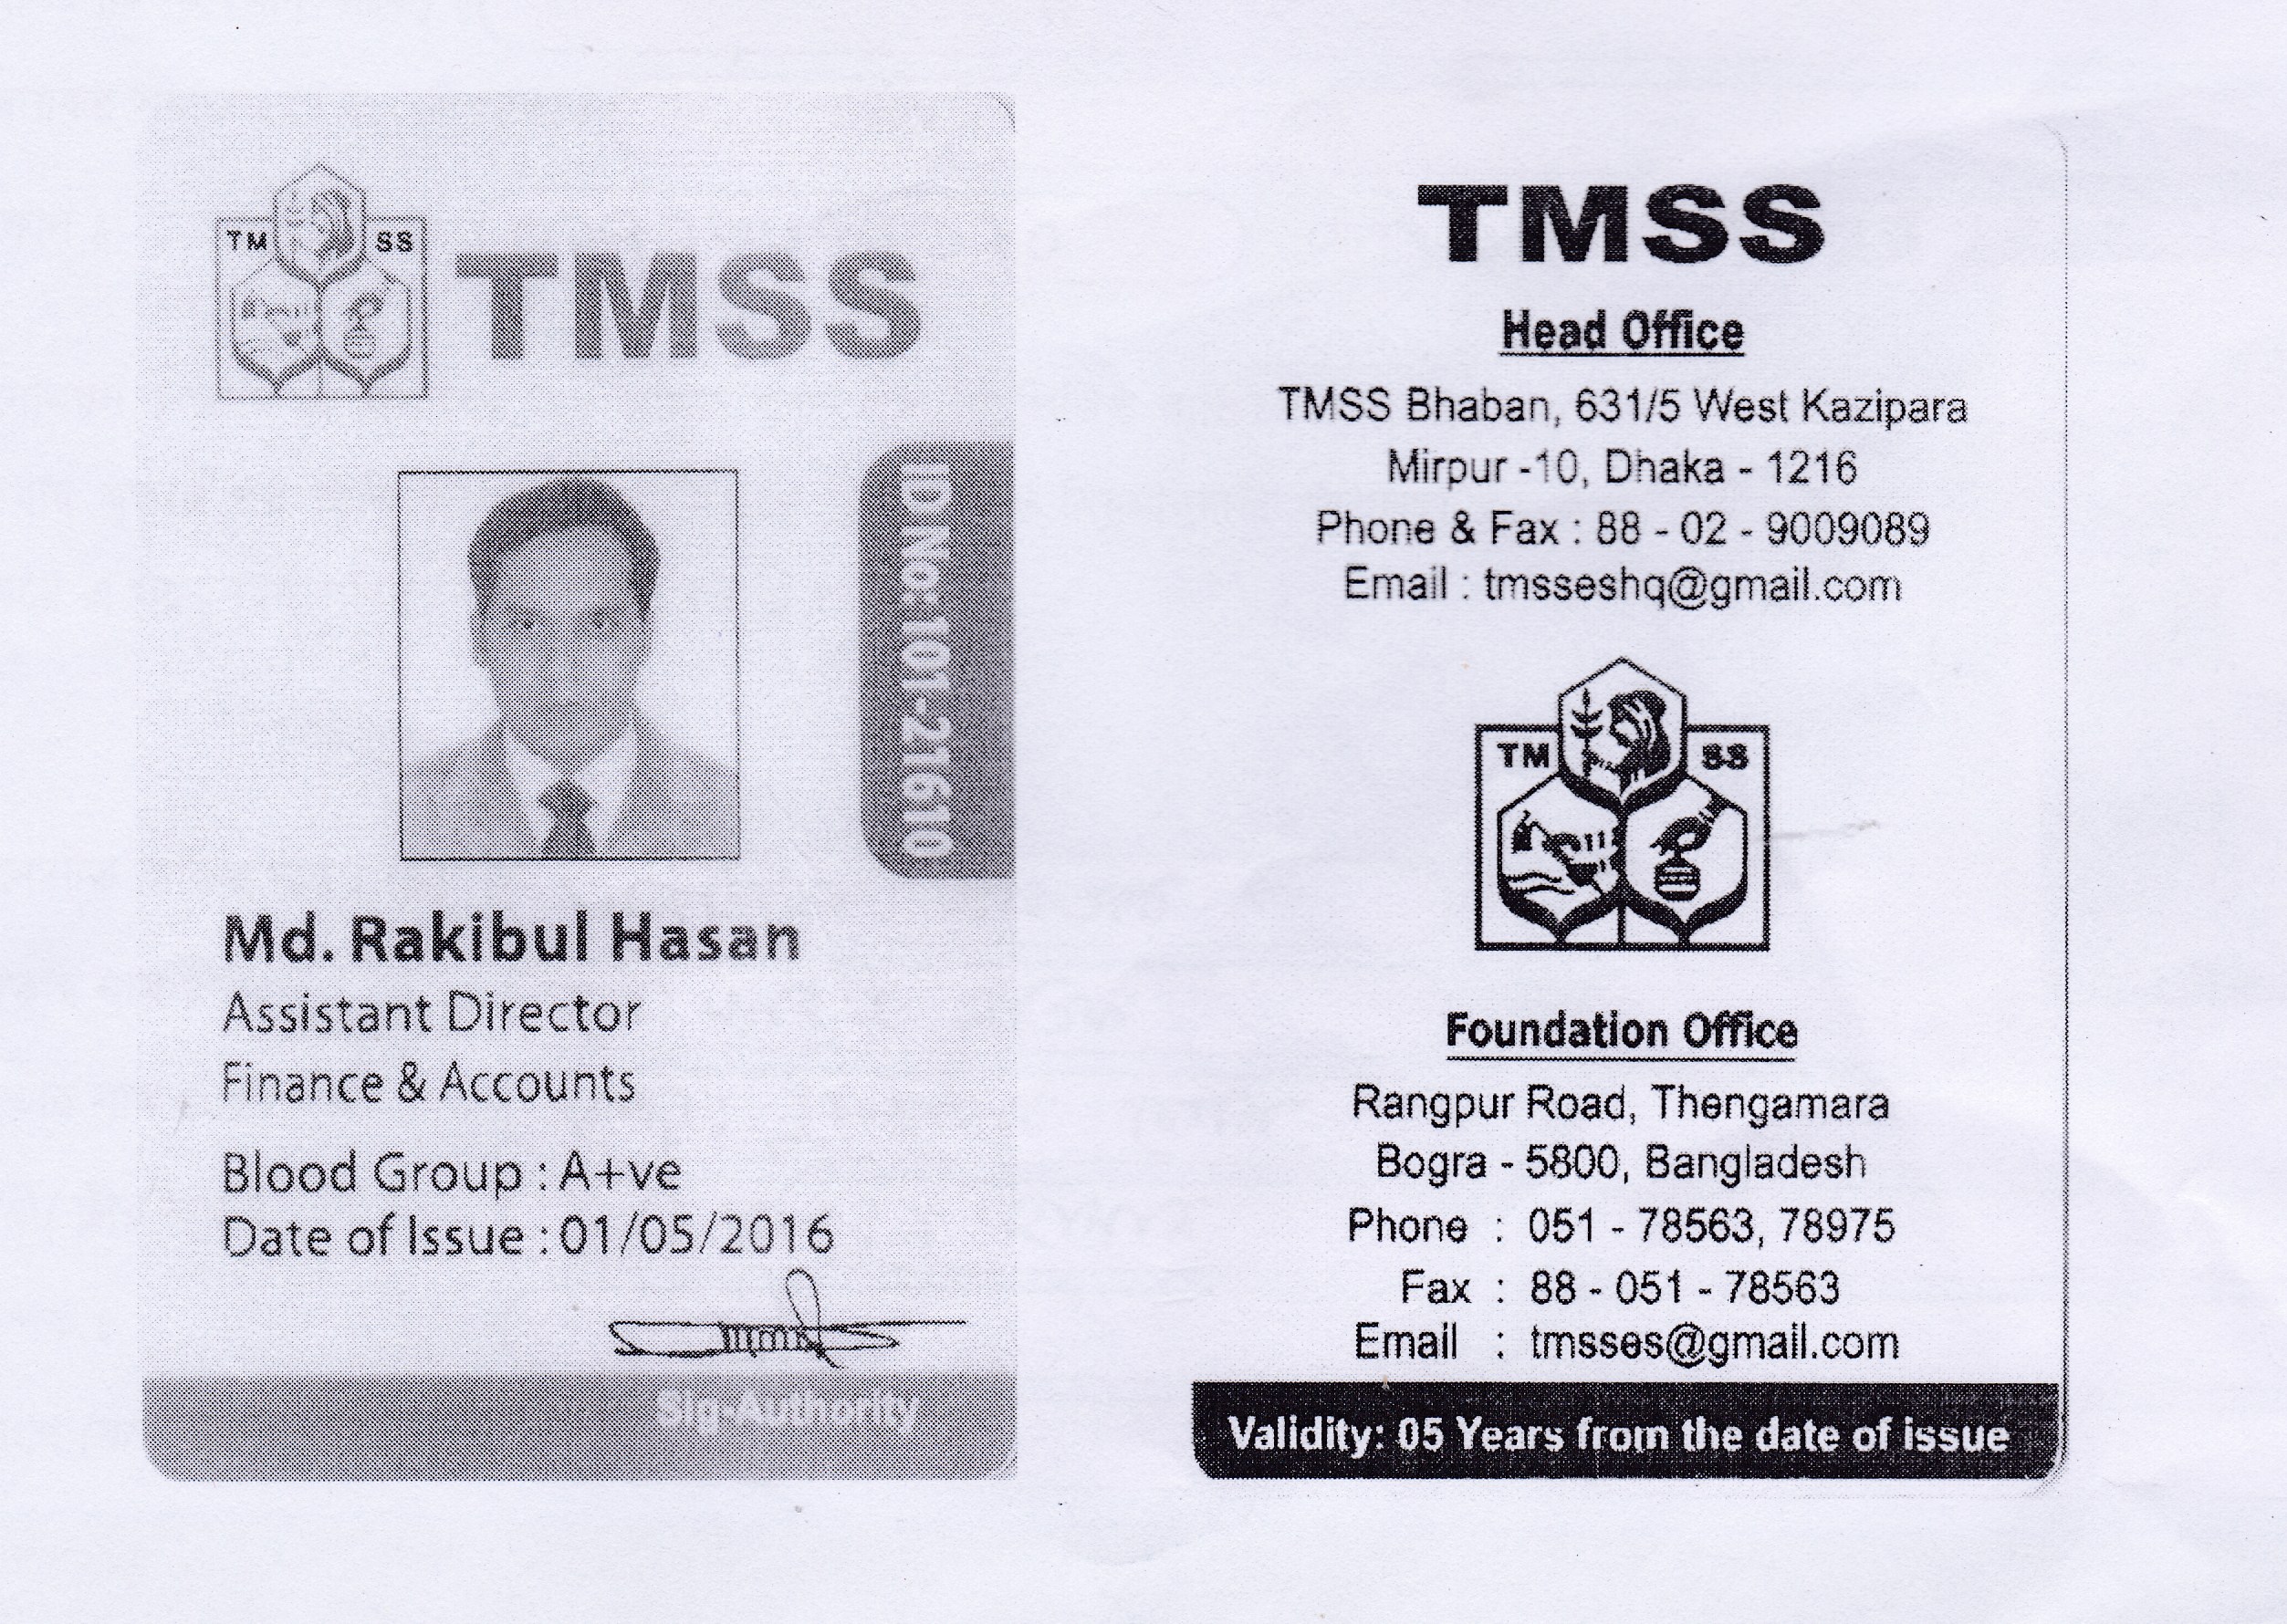 TM SS
TMSS
ID No: 101-21610
Md. Rakibul Hasan
Assistant Director
Finance & Accounts
Blood Group : A+ve
Date of Issue : 01/05/2016
Sig-Authority
TMSS
Head Office
TMSS Bhaban, 631/5 West Kazipara
Mirpur -10, Dhaka - 1216
Phone & Fax : 88 - 02 - 9009089
Email : tmsseshq@gmail.com
TM SS
Foundation Office
Rangpur Road, Thengamara
Bogra - 5800, Bangladesh
Phone : 051 - 78563, 78975
Fax : 88 - 051 - 78563
Email : tmsses@gmail.com
Validity: 05 Years from the date of issue